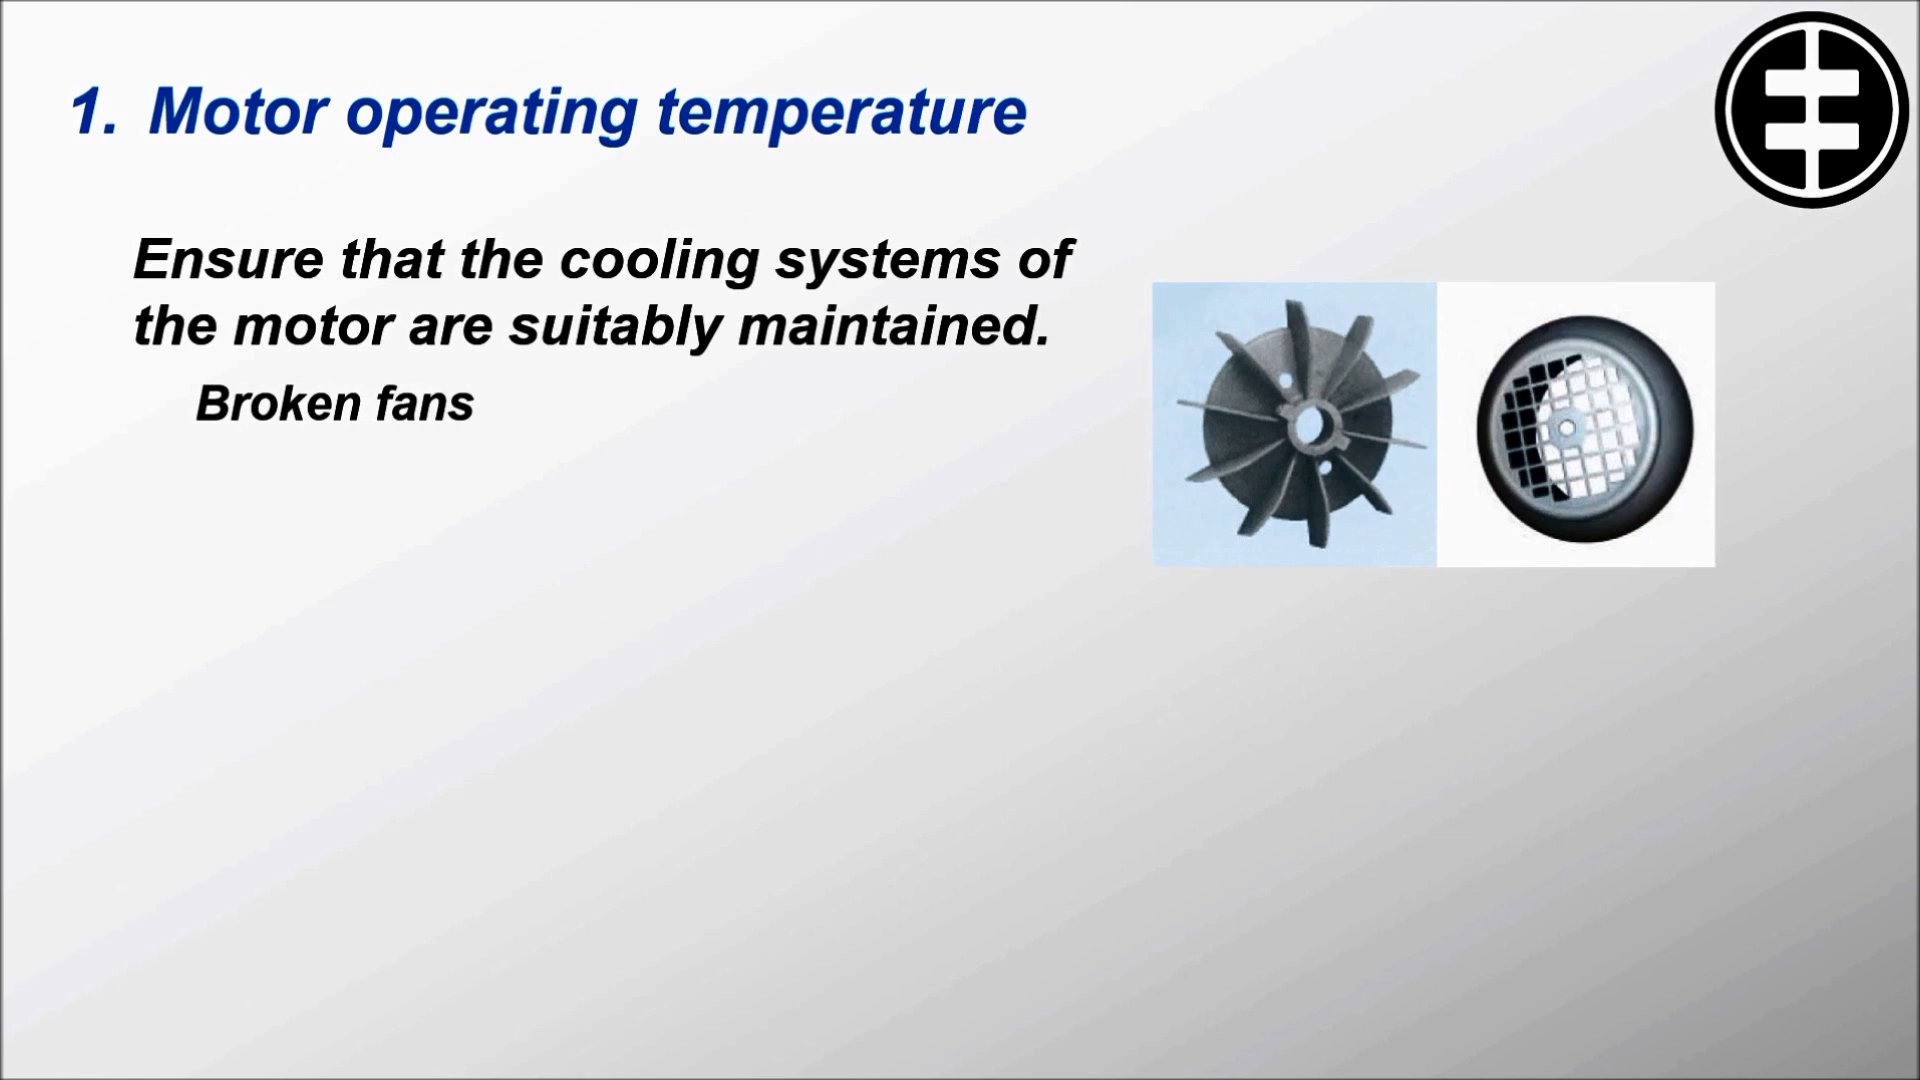 1. Motor operating temperature
Ensure that the cooling systems of
the motor are suitably maintained.
Broken fans